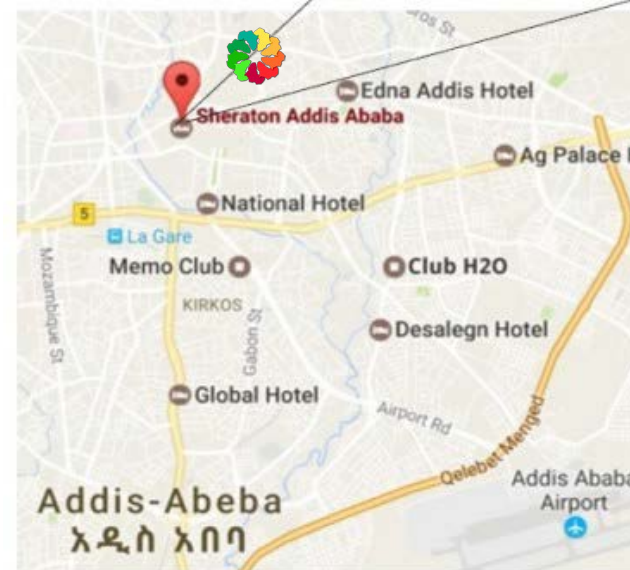 Edna Addis Hotel
Sheraton Addis Ababa
Ag Palace
National Hotel
5
La Gare
Memo Club
Club H2O
KIRKOS
Mozambique St
Gabon St
Desalegn Hotel
Global Hotel
Airport Rd
Qelebet Menged
Addis Ababa
Airport
Addis-Abeba
አዲስ አበባ